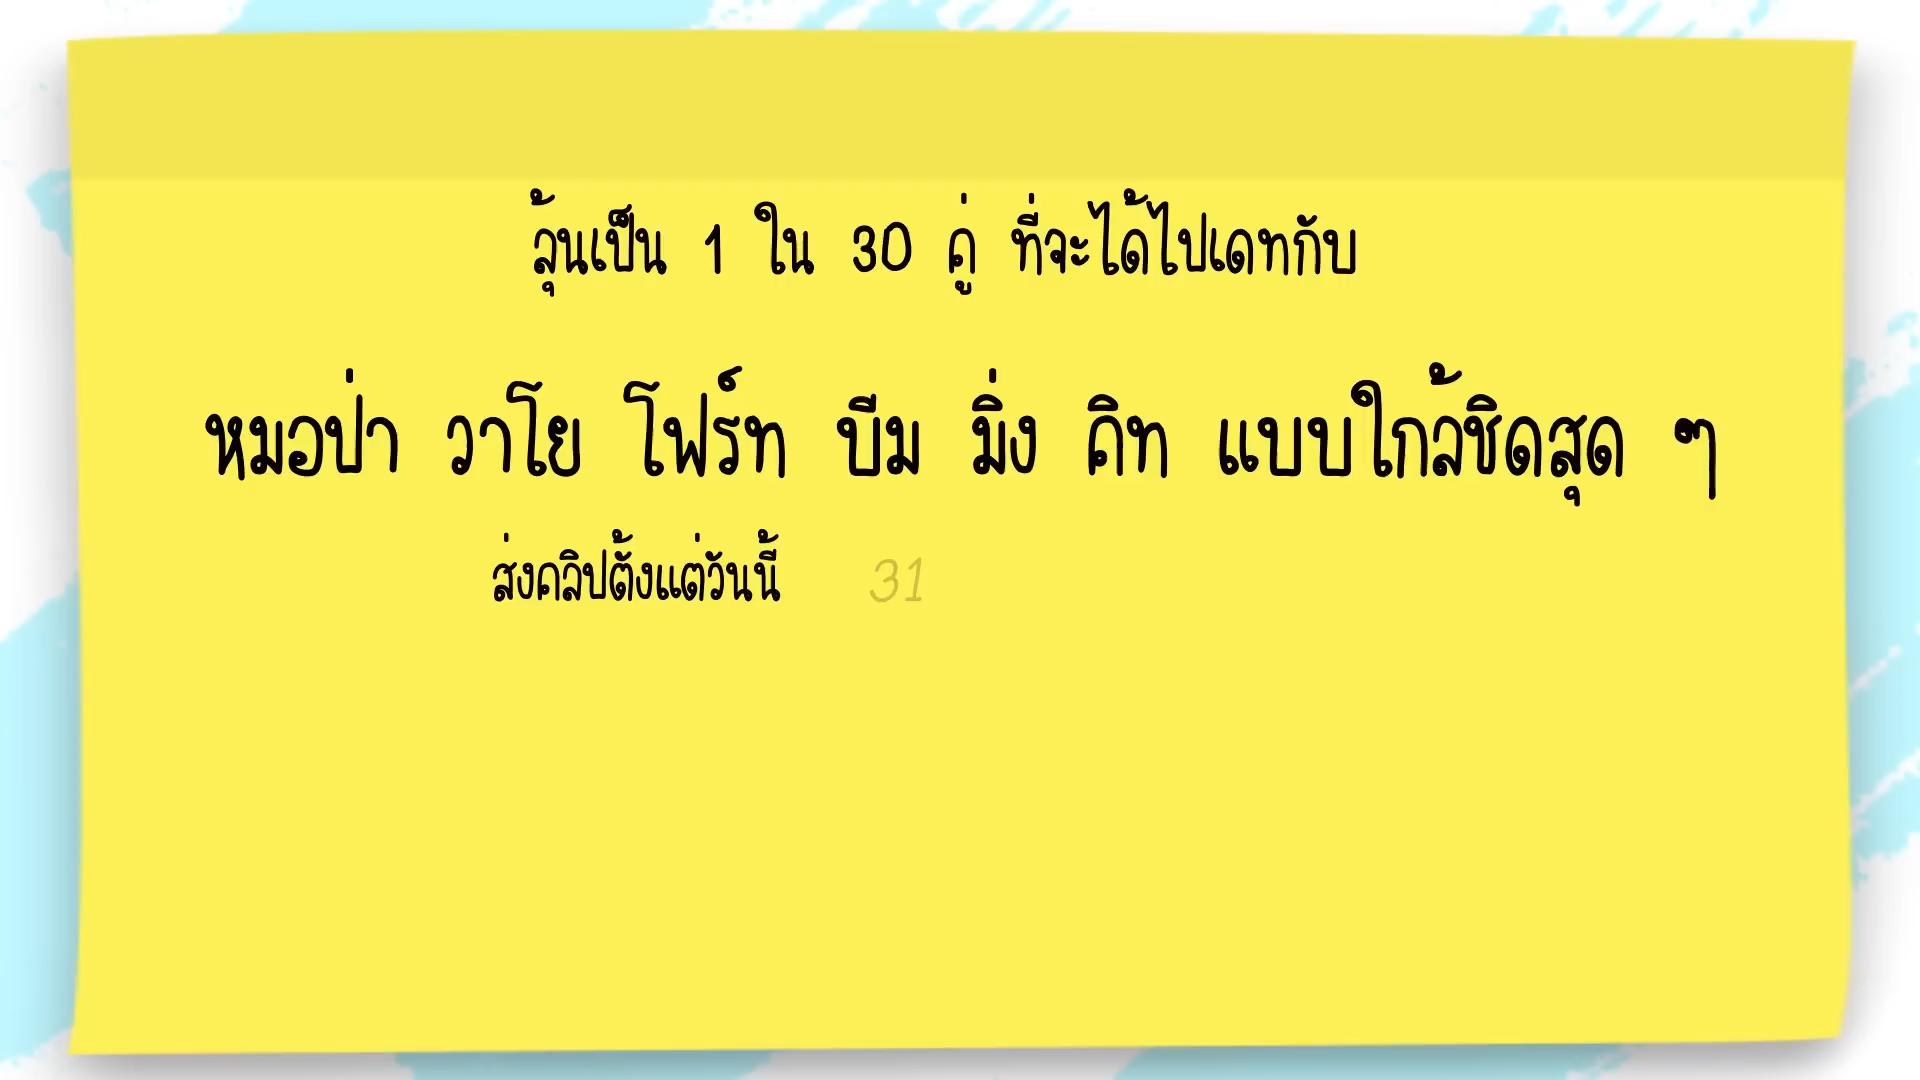 ลุ้นเป็น 1 ใน 30 คู่ ที่จะได้ไปเดทกับ
หมอป่า วาโย โฟร์ท บีม มิ่ง คิท แบบใกล้ชิดสุด ๆ
ส่งคลิปตั้งแต่วันนี้ 31